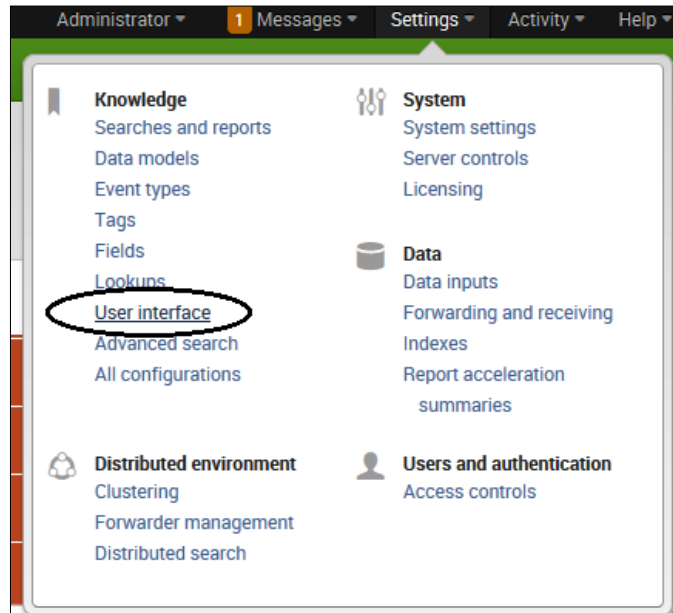 Administrator 1 Messages Settings Activity Help
Knowledge
Searches and reports
Data models
Event types
Tags
Fields
Lookups
User interface
Advanced search
All configurations
System
System settings
Server controls
Licensing
Data
Data inputs
Forwarding and receiving
Indexes
Report acceleration
summaries
Distributed environment
Clustering
Forwarder management
Distributed search
Users and authentication
Access controls